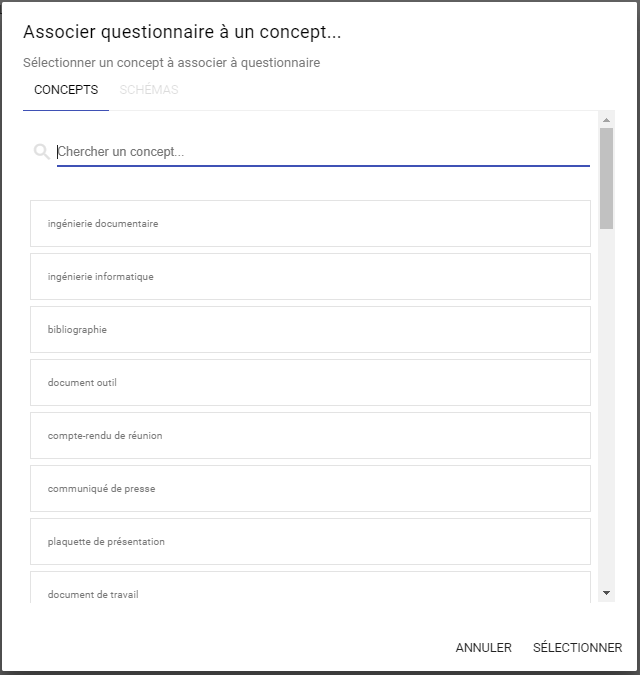 Associer questionnaire à un concept...
Sélectionner un concept à associer à questionnaire
CONCEPTS SCHÉMAS
Chercher un concept...
ingénierie documentaire
ingénierie informatique
bibliographie
document outil
compte-rendu de réunion
communiqué de presse
plaquette de présentation
document de travail
ANNULER SÉLECTIONNER